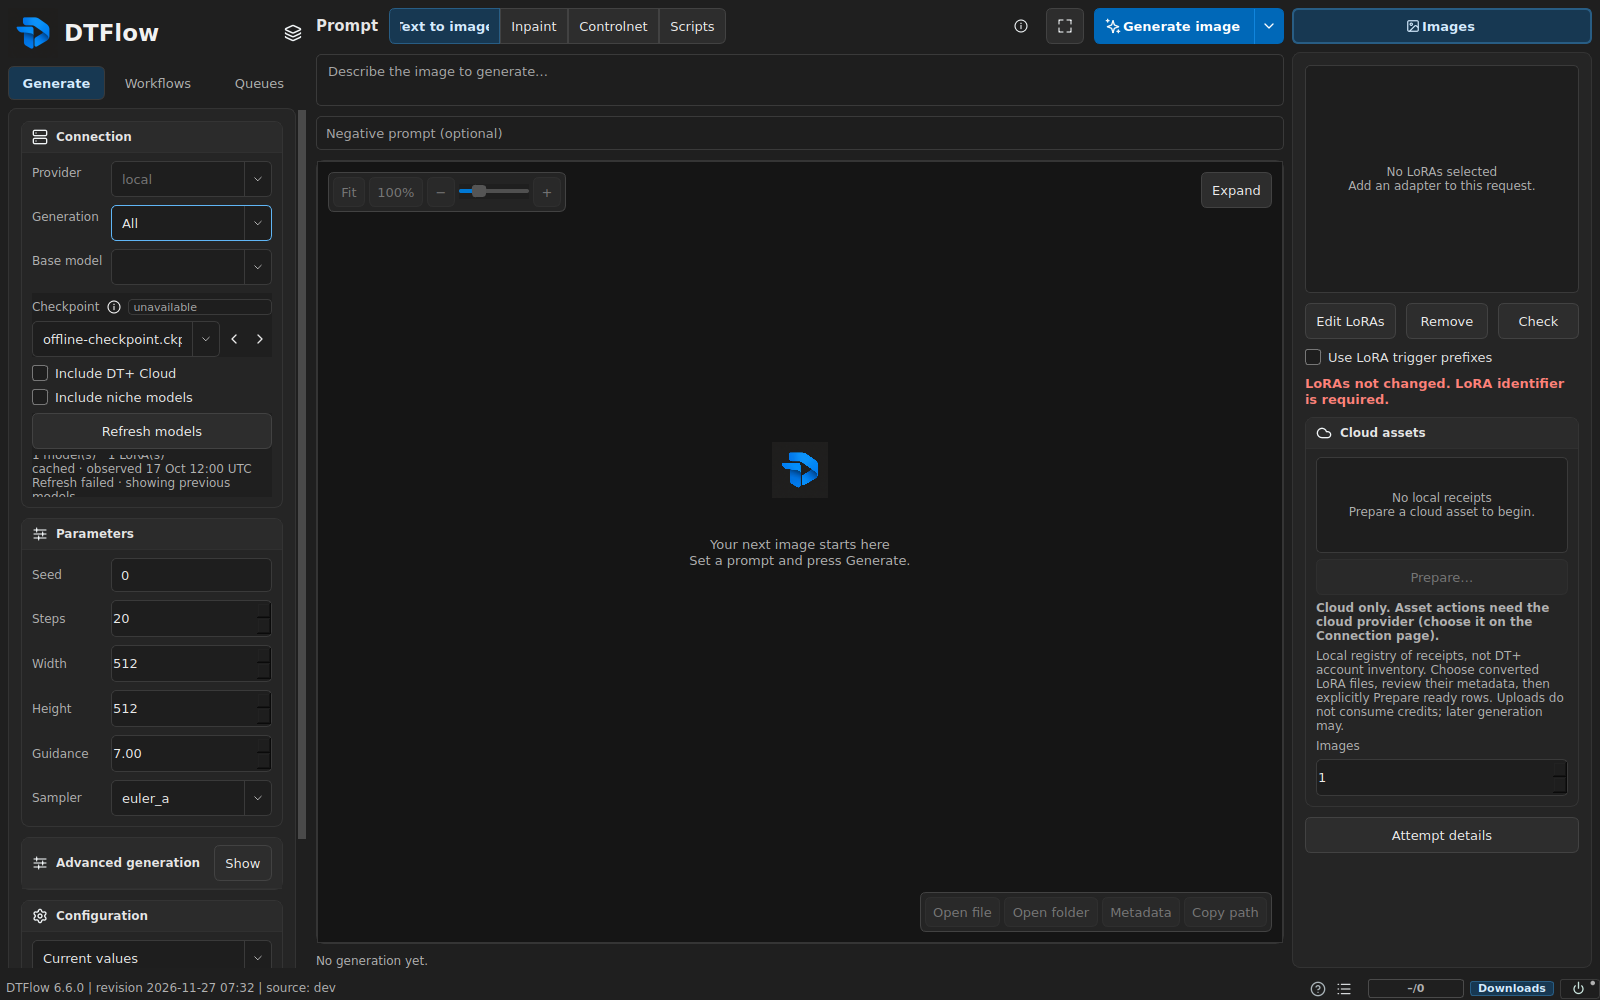 DTFlow
Generate
Workflows
Queues
Connection
Provider
local
Generation
All
Base model
Checkpoint
unavailable
offline-checkpoint.ckp
Include DT+ Cloud
Include niche models
Refresh models
1 model(s) · 1 LoRA(s)
cached · observed 17 Oct 12:00 UTC
Refresh failed · showing previous
models
Parameters
Seed
0
Steps
20
Width
512
Height
512
Guidance
7.00
Sampler
euler_a
Advanced generation
Show
Configuration
Current values
Prompt
Text to image
Inpaint
Controlnet
Scripts
Generate image
Describe the image to generate...
Negative prompt (optional)
Fit
100%
−
+
Expand
Your next image starts here
Set a prompt and press Generate.
Open file
Open folder
Metadata
Copy path
No generation yet.
Images
No LoRAs selected
Add an adapter to this request.
Edit LoRAs
Remove
Check
Use LoRA trigger prefixes
LoRAs not changed. LoRA identifier
is required.
Cloud assets
No local receipts
Prepare a cloud asset to begin.
Prepare...
Cloud only. Asset actions need the
cloud provider (choose it on the
Connection page).
Local registry of receipts, not DT+
account inventory. Choose converted
LoRA files, review their metadata, then
explicitly Prepare ready rows. Uploads do
not consume credits; later generation
may.
Images
1
Attempt details
DTFlow 6.6.0 | revision 2026-11-27 07:32 | source: dev
-/0
Downloads